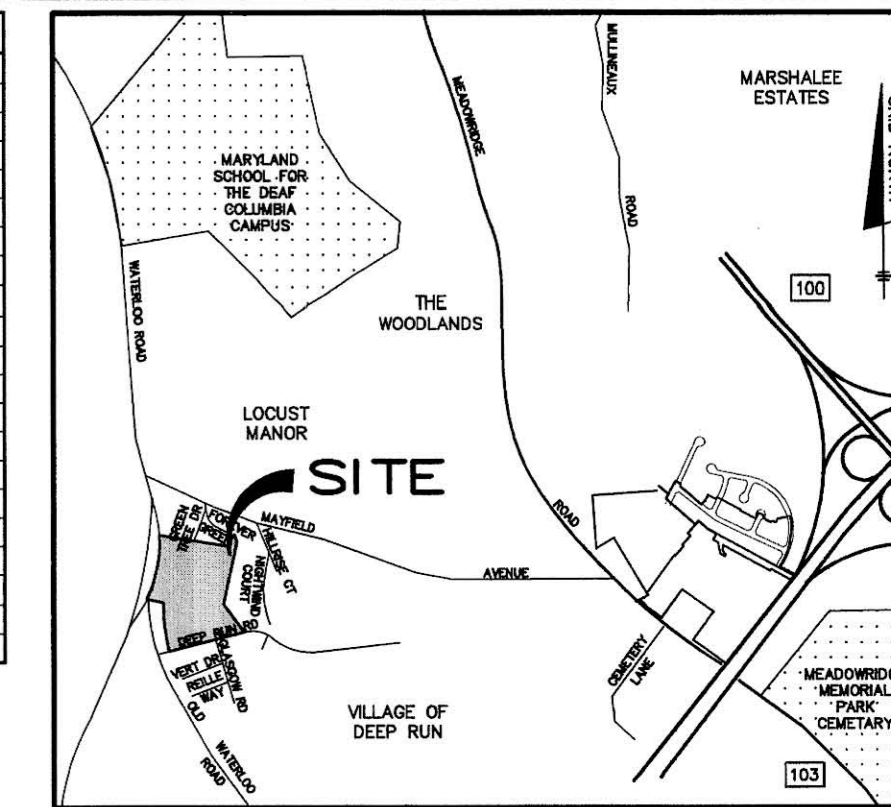 MULLINEAUX
ROAD
MARSHALEE
ESTATES
MEADOWRIDGE
ROAD
MARYLAND
SCHOOL FOR
THE DEAF
COLUMBIA
CAMPUS
WATERLOO ROAD
THE
WOODLANDS
100
LOCUST
MANOR
SITE
GREEN
TREE DR
FOREVER
GREEN
MAYFIELD
AVENUE
HILLRISE CT
NIGHTWIND
COURT
DEEP RUN RD
GLASGOW RD
VERT DR
REILLE
WAY
OLD
WATERLOO
ROAD
VILLAGE OF
DEEP RUN
CEMETERY
LANE
MEADOWRIDG
MEMORIAL
PARK
CEMETARY
103